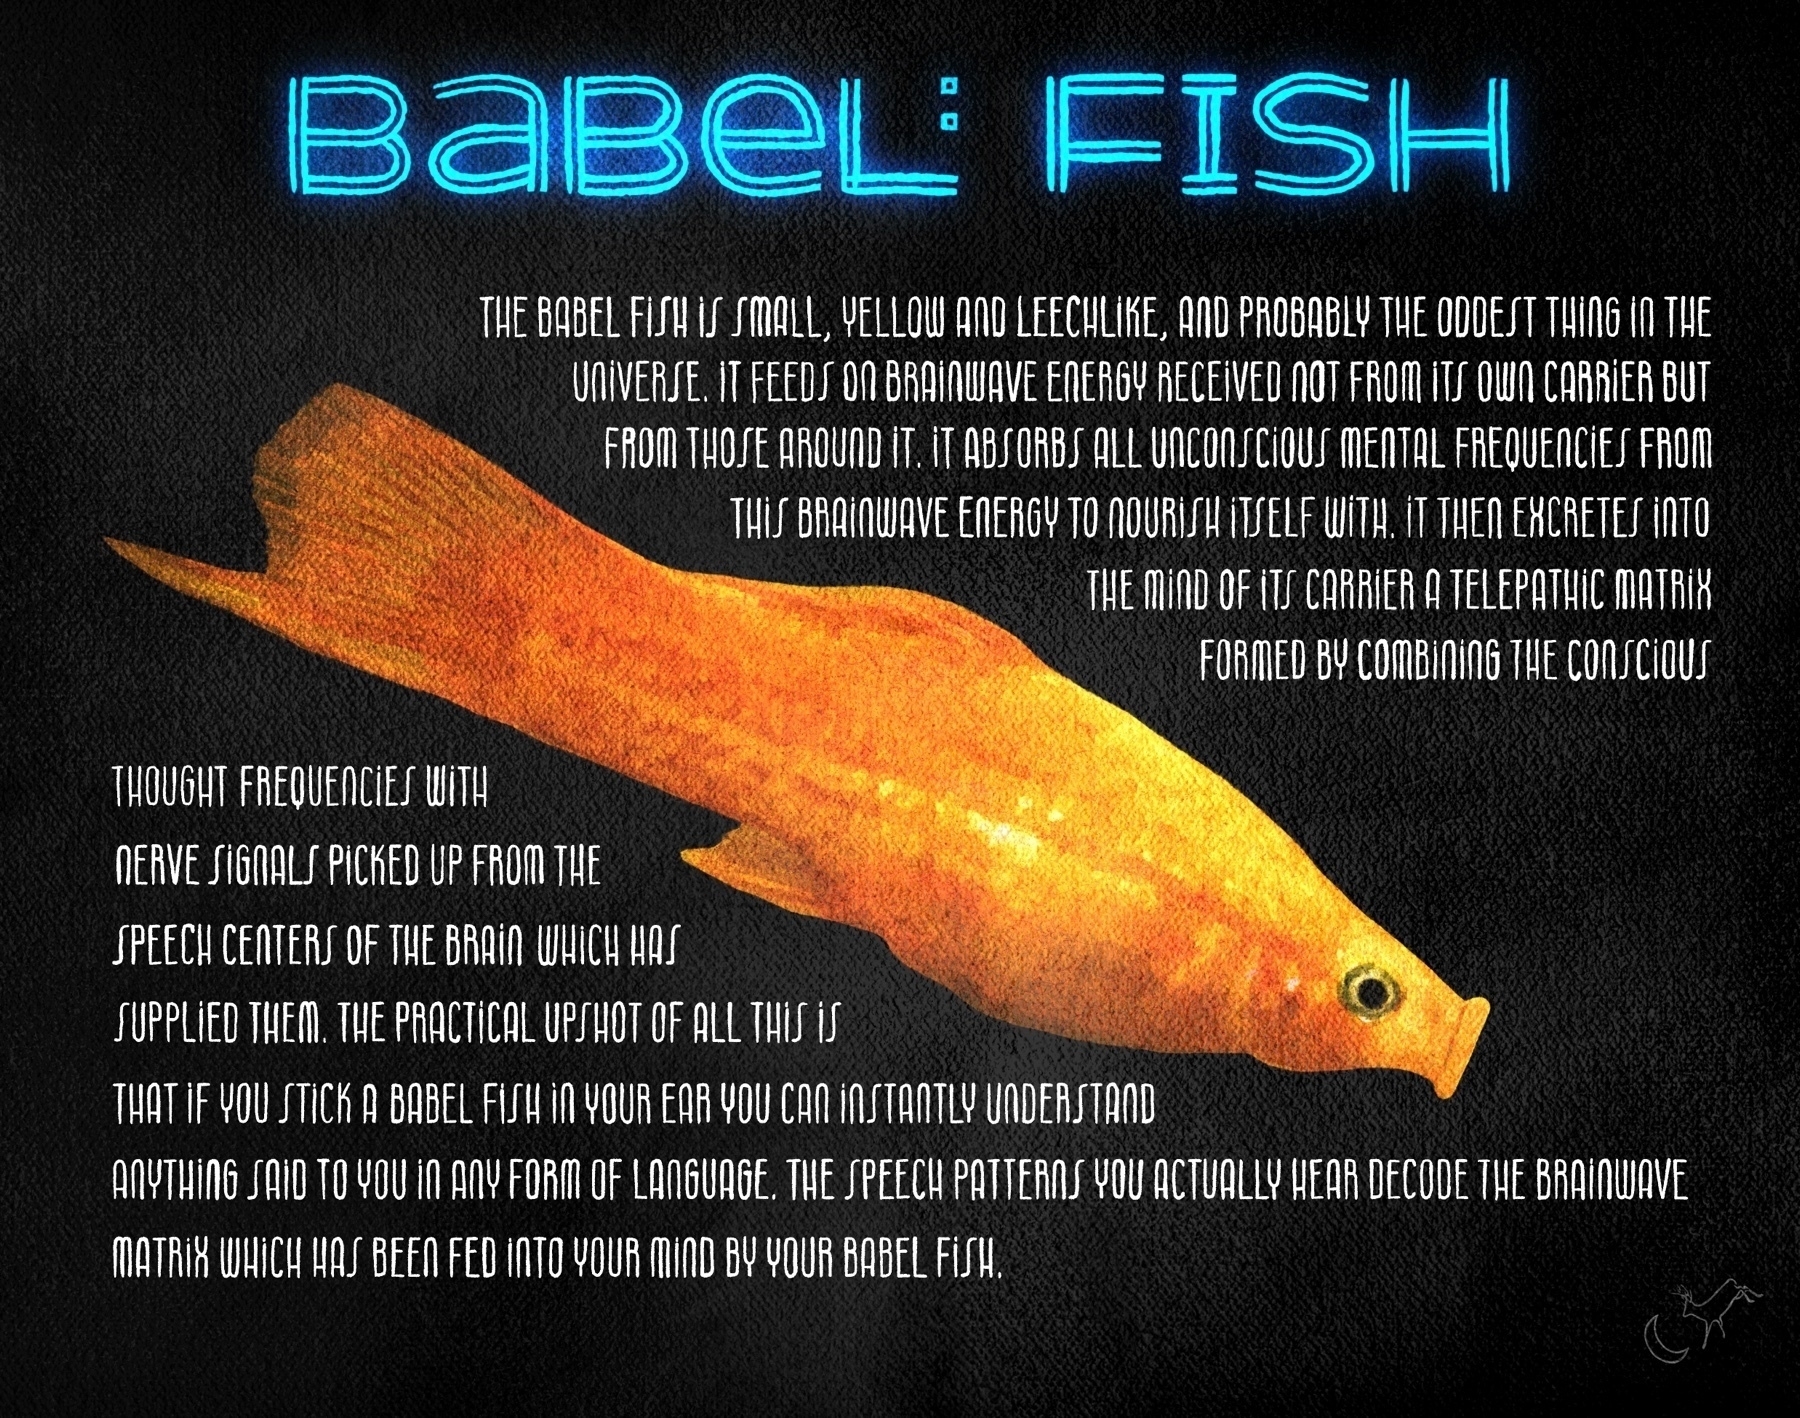 BaBeL: FISH
THE BABEL FISH IS SMALL, YELLOW AND LEECHLIKE, AND PROBABLY THE ODDEST THING IN THE
UNIVERSE. IT FEEDS ON BRAINWAVE ENERGY RECEIVED NOT FROM ITS OWN CARRIER BUT
FROM THOSE AROUND IT. IT ABSORBS ALL UNCONSCIOUS MENTAL FREQUENCIES FROM
THIS BRAINWAVE ENERGY TO NOURISH ITSELF WITH. IT THEN EXCRETES INTO
THE MIND OF ITS CARRIER A TELEPATHIC MATRIX
FORMED BY COMBINING THE CONSCIOUS
THOUGHT FREQUENCIES WITH
NERVE SIGNALS PICKED UP FROM THE
SPEECH CENTERS OF THE BRAIN WHICH HAS
SUPPLIED THEM. THE PRACTICAL UPSHOT OF ALL THIS IS
THAT IF YOU STICK A BABEL FISH IN YOUR EAR YOU CAN INSTANTLY UNDERSTAND
ANYTHING SAID TO YOU IN ANY FORM OF LANGUAGE. THE SPEECH PATTERNS YOU ACTUALLY HEAR DECODE THE BRAINWAVE
MATRIX WHICH HAS BEEN FED INTO YOUR MIND BY YOUR BABEL FISH.